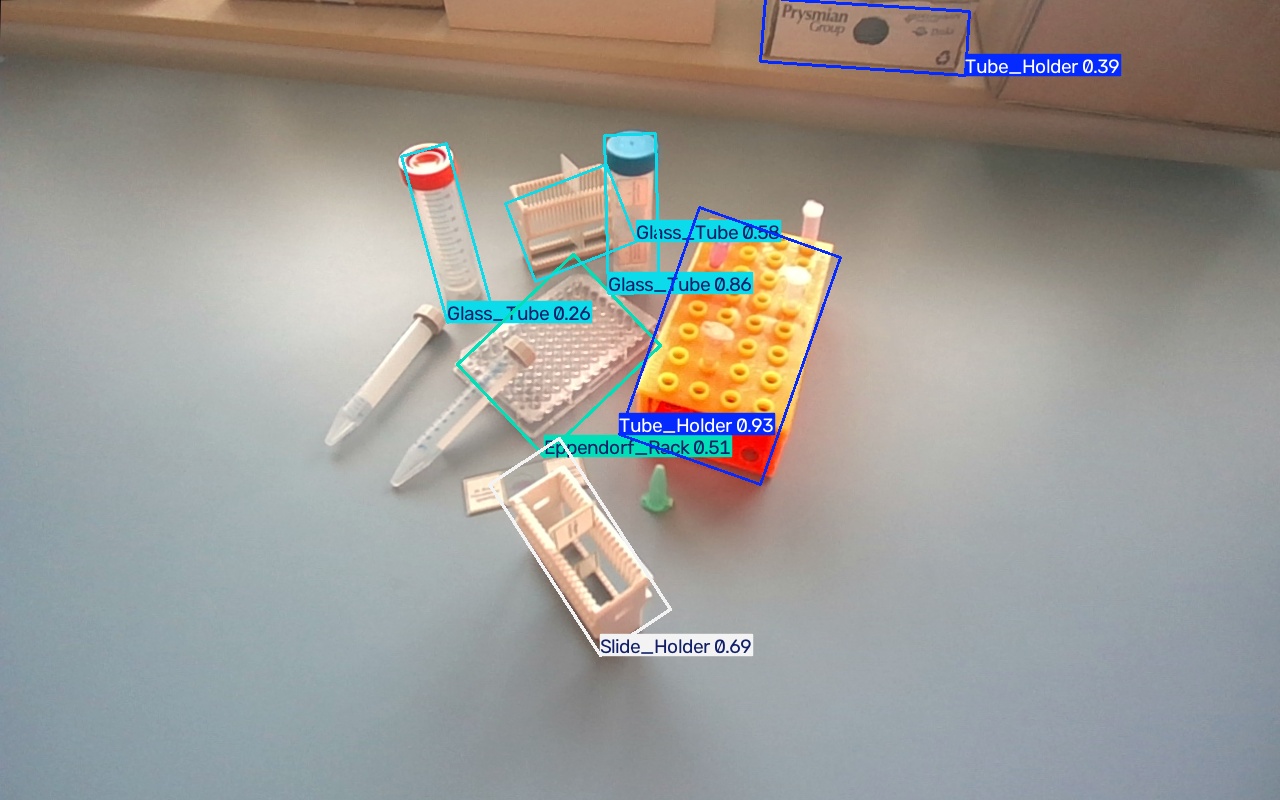 Prysmian
Group
Tube_Holder 0.39
Glass_Tube 0.58
Glass_Tube 0.86
Glass_Tube 0.26
Tube_Holder 0.93
Eppendorf_Rack 0.51
Slide_Holder 0.69